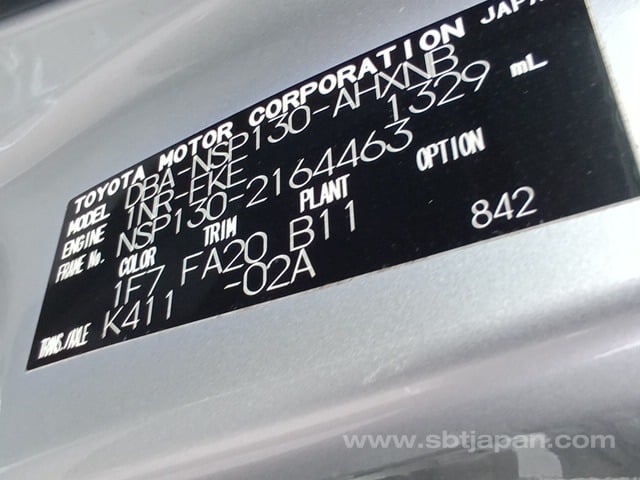 TOYOTA MOTOR CORPORATION JAPAN
MODEL DBA-NSP130-AHXNB
ENGINE 1NR-EKE 1329 mL
FRAME No. NSP130-2164463
COLOR TRIM PLANT OPTION
1F7 FA20 B11 842
TRANS./AXLE K411 -02A
www.sbtjapan.com